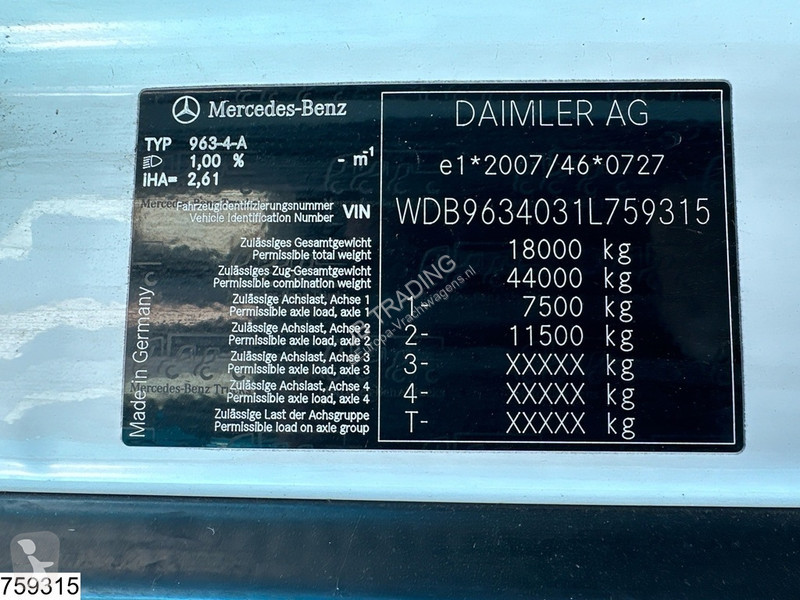 Mercedes-Benz
DAIMLER AG
TYP 963-4-A
1,00 % - m-1
iHA= 2,61
e1*2007/46*0727
Fahrzeugidentifizierungsnummer
Vehicle Identification Number VIN
WDB9634031L759315
Zulässiges Gesamtgewicht
Permissible total weight
18000 kg
Zulässiges Zug-Gesamtgewicht
Permissible combination weight
44000 kg
Zulässige Achslast, Achse 1
Permissible axle load, axle 1
1- 7500 kg
Zulässige Achslast, Achse 2
Permissible axle load, axle 2
2- 11500 kg
Zulässige Achslast, Achse 3
Permissible axle load, axle 3
3- XXXXX kg
Zulässige Achslast, Achse 4
Permissible axle load, axle 4
4- XXXXX kg
Zulässige Last der Achsgruppe
Permissible load on axle group
T- XXXXX kg
Made in Germany
TRADING
Europa-Vrachtwagens.nl
759315